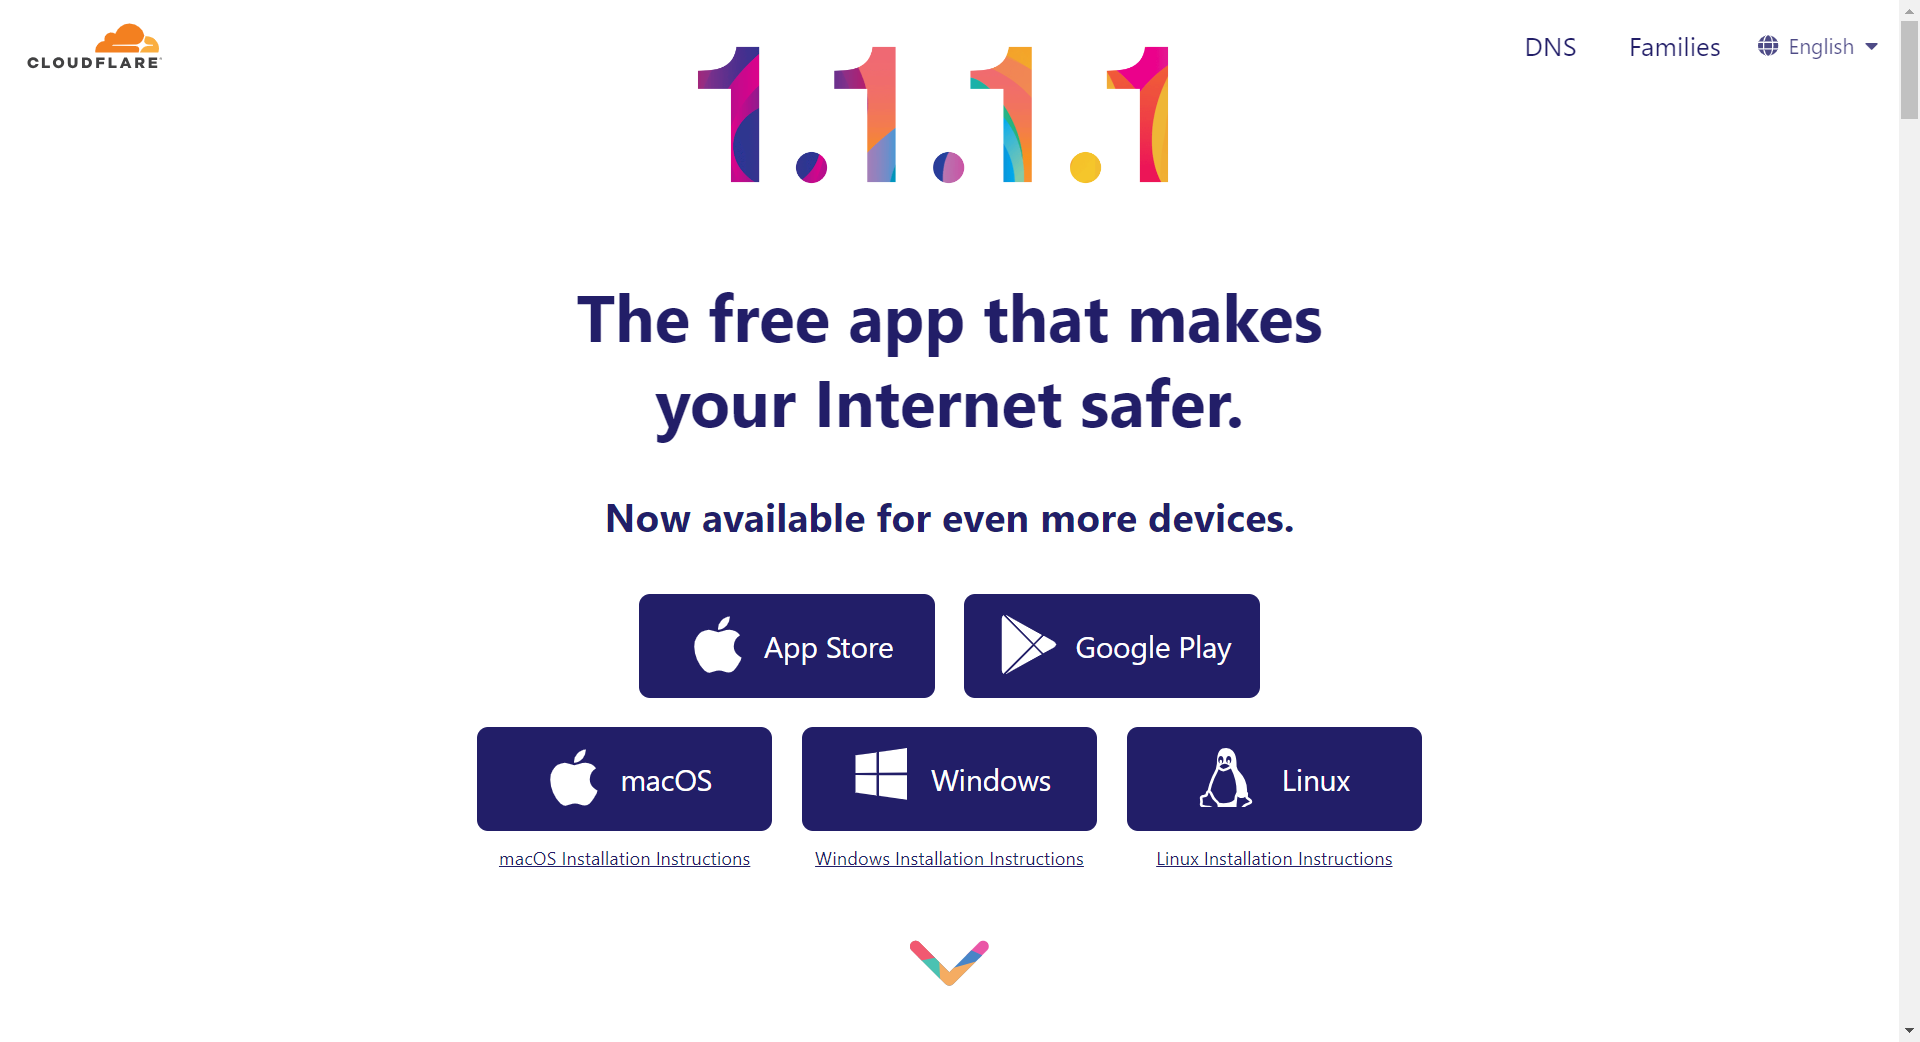 CLOUDFLARE
DNS
Families
English
1.1.1.1
The free app that makes
your Internet safer.
Now available for even more devices.
App Store
Google Play
macOS
Windows
Linux
macOS Installation Instructions
Windows Installation Instructions
Linux Installation Instructions